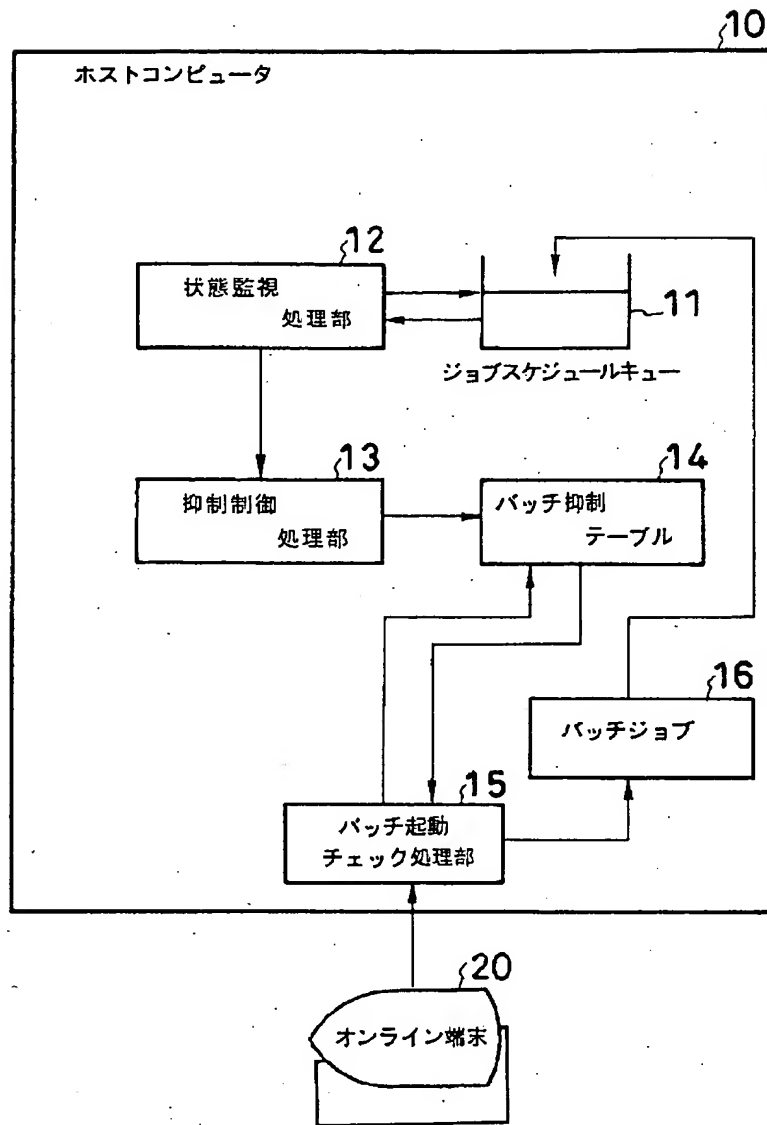 10
ホストコンピュータ
12
状態監視
処理部
11
ジョブスケジュールキュー
13
抑制制御
処理部
14
バッチ抑制
テーブル
16
バッチジョブ
15
バッチ起動
チェック処理部
20
オンライン端末